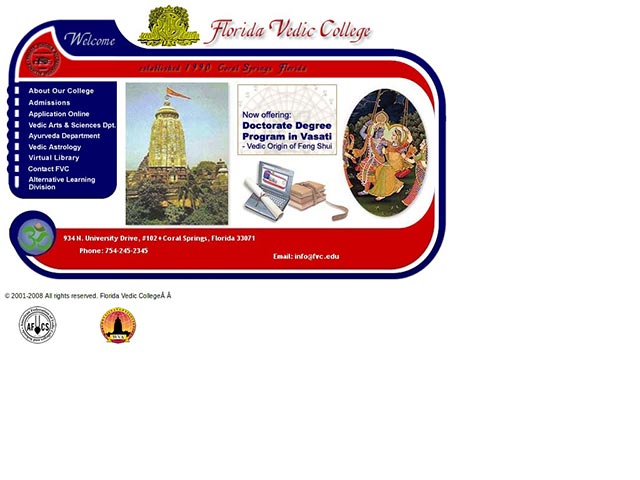 Welcome
Florida Vedic College
established 1990 Coral Springs, Florida
About Our College
Admissions
Application Online
Vedic Arts & Sciences Dpt.
Ayurveda Department
Vedic Astrology
Virtual Library
Contact FVC
Alternative Learning
Division
Now offering:
Doctorate Degree
Program in Vasati
- Vedic Origin of Feng Shui
934 N. University Drive, #102 • Coral Springs, Florida 33071
Phone: 754-245-2345
Email: info@fvc.edu
© 2001-2008 All rights reserved. Florida Vedic CollegeÂ Â
AF CS